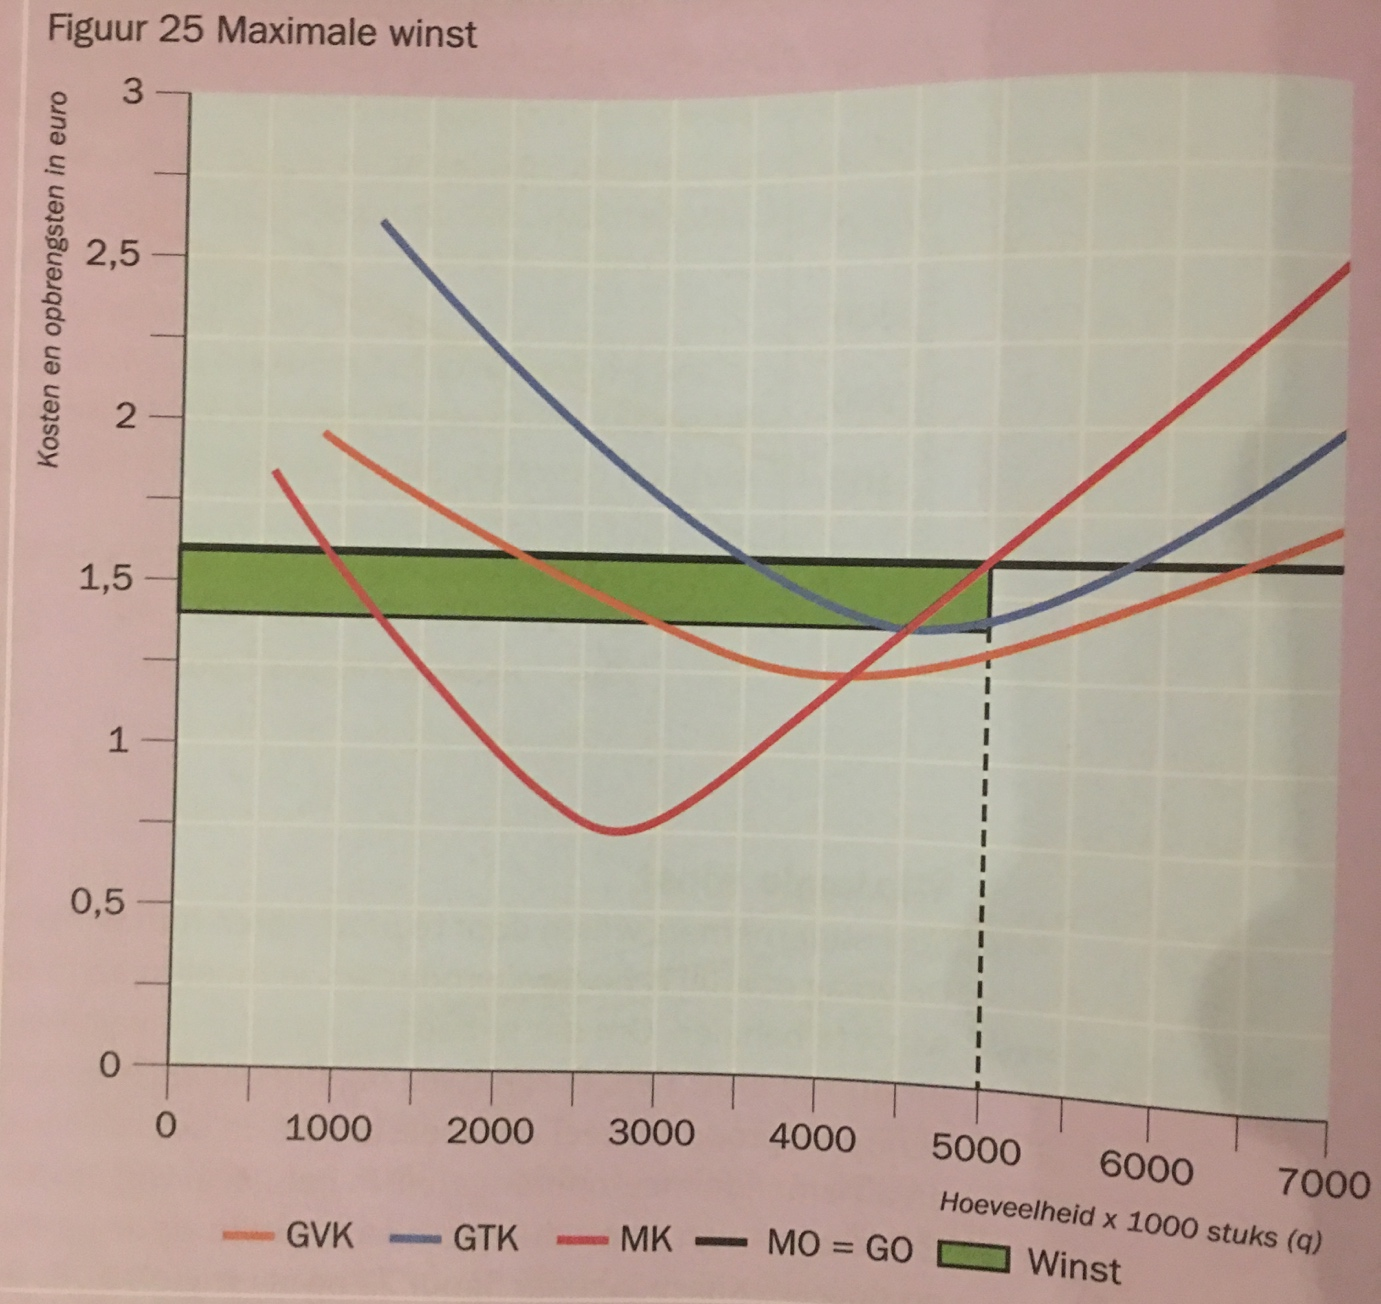 Figuur 25 Maximale winst
Kosten en opbrengsten in euro
3
2,5
2
1,5
1
0,5
0
0 1000 2000 3000 4000 5000 6000 7000
Hoeveelheid x 1000 stuks (q)
GVK GTK MK MO = GO Winst